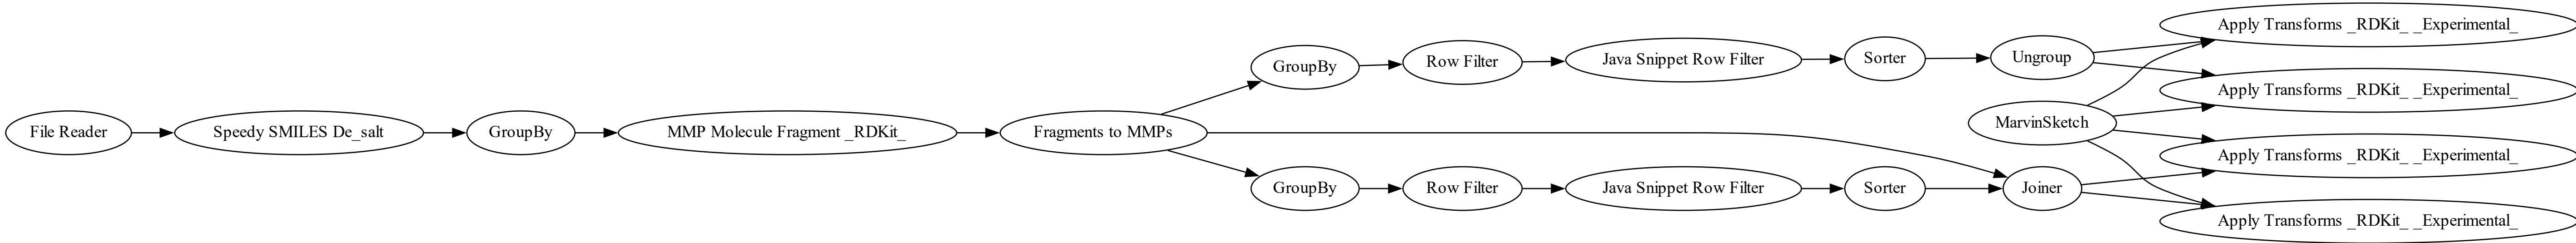 File Reader
Speedy SMILES De_salt
GroupBy
MMP Molecule Fragment _RDKit_
Fragments to MMPs
GroupBy
Row Filter
Java Snippet Row Filter
Sorter
Ungroup
GroupBy
Row Filter
Java Snippet Row Filter
Sorter
Joiner
MarvinSketch
Apply Transforms _RDKit_ _Experimental_
Apply Transforms _RDKit_ _Experimental_
Apply Transforms _RDKit_ _Experimental_
Apply Transforms _RDKit_ _Experimental_